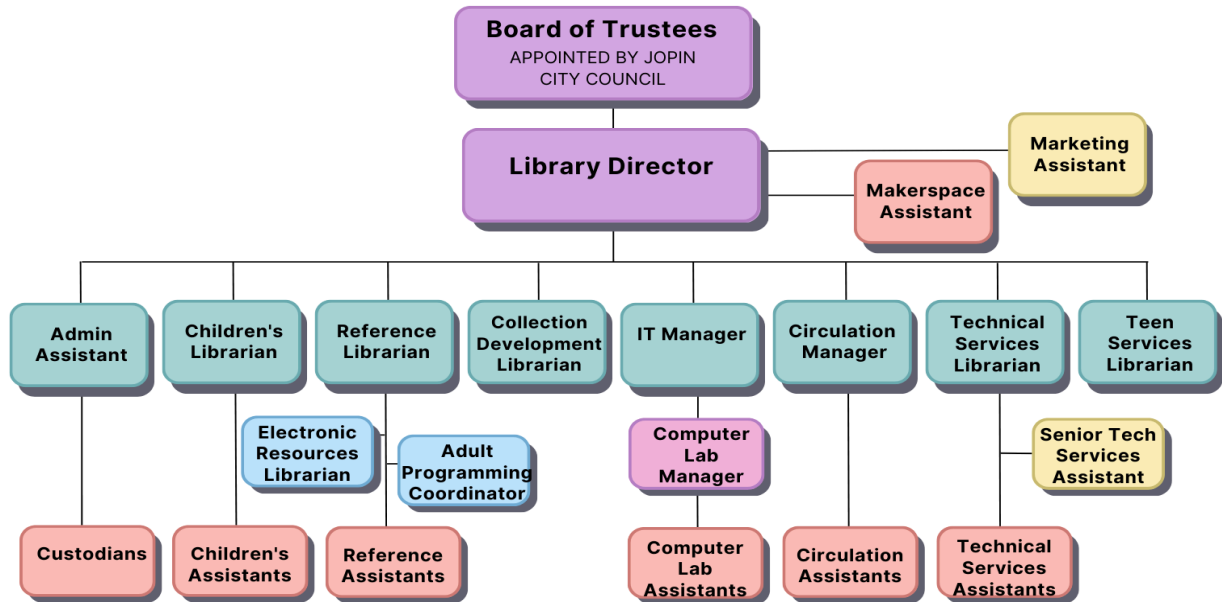 Board of Trustees
APPOINTED BY JOPIN
CITY COUNCIL
Library Director
Marketing
Assistant
Makerspace
Assistant
Admin
Assistant
Children's
Librarian
Reference
Librarian
Collection
Development
Librarian
IT Manager
Circulation
Manager
Technical
Services
Librarian
Teen
Services
Librarian
Electronic
Resources
Librarian
Adult
Programming
Coordinator
Computer
Lab
Manager
Senior Tech
Services
Assistant
Custodians
Children's
Assistants
Reference
Assistants
Computer
Lab
Assistants
Circulation
Assistants
Technical
Services
Assistants